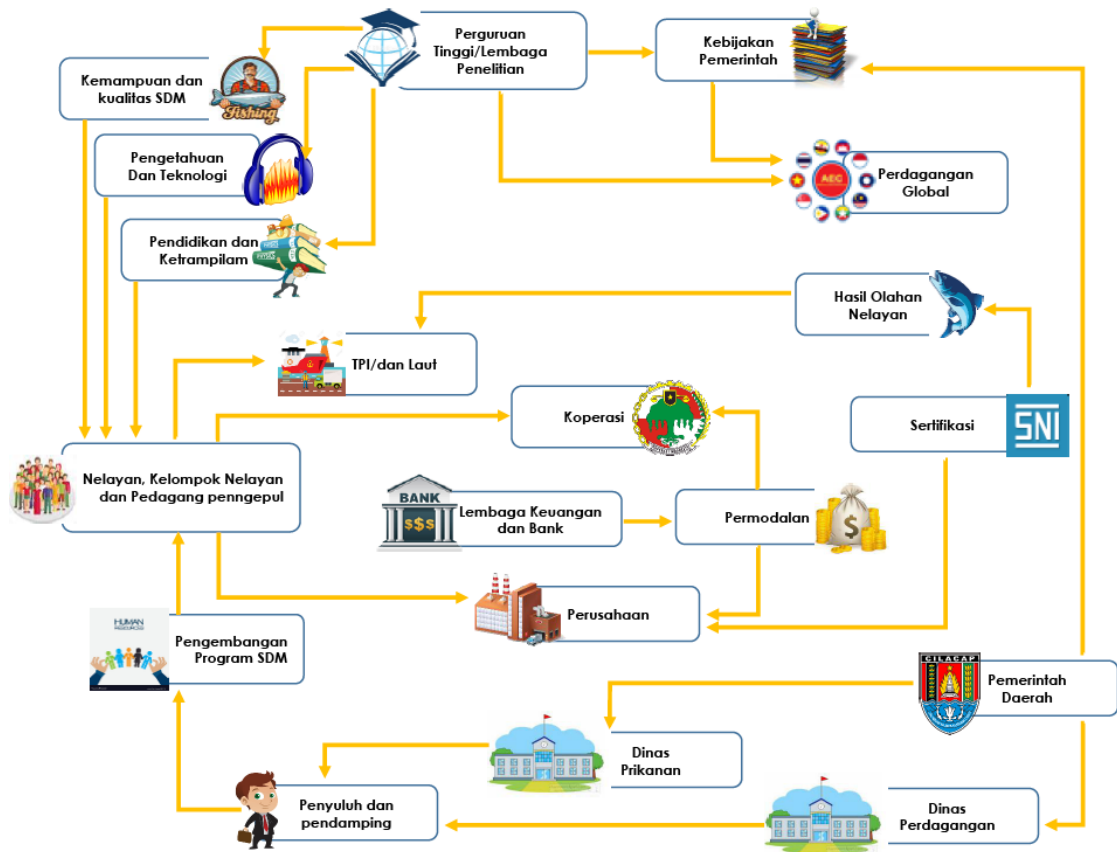 Perguruan
Tinggi/Lembaga
Penelitian
Kebijakan
Pemerintah
Kemampuan dan
kualitas SDM
Fishing
Pengetahuan
Dan Teknologi
AEC
Perdagangan
Global
Pendidikan dan
Ketrampilam
Hasil Olahan
Nelayan
TPI/dan Laut
Koperasi
Sertifikasi
SNI
Nelayan, Kelompok Nelayan
dan Pedagang penngepul
BANK
$$$
Lembaga Keuangan
dan Bank
Permodalan
$
Perusahaan
HUMAN
RESOURCES
Pengembangan
Program SDM
CILACAP
Pemerintah
Daerah
Dinas
Prikanan
Penyuluh dan
pendamping
Dinas
Perdagangan